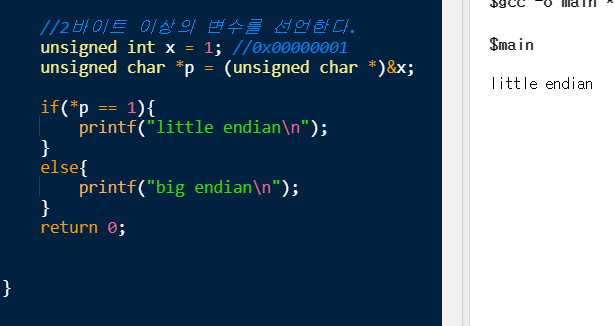 //2바이트 이상의 변수를 선언한다.
unsigned int x = 1; //0x00000001
unsigned char *p = (unsigned char *)&x;
if(*p == 1){
printf("little endian\n");
}
else{
printf("big endian\n");
}
return 0;
}
$gcc -o main *
$main
little endian